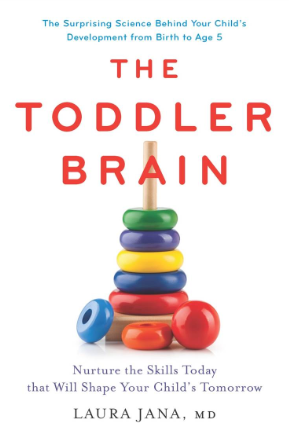 The Surprising Science Behind Your Child's
Development from Birth to Age 5
THE
TODDLER
BRAIN
Nurture the Skills Today
that Will Shape Your Child's Tomorrow
LAURA JANA, MD